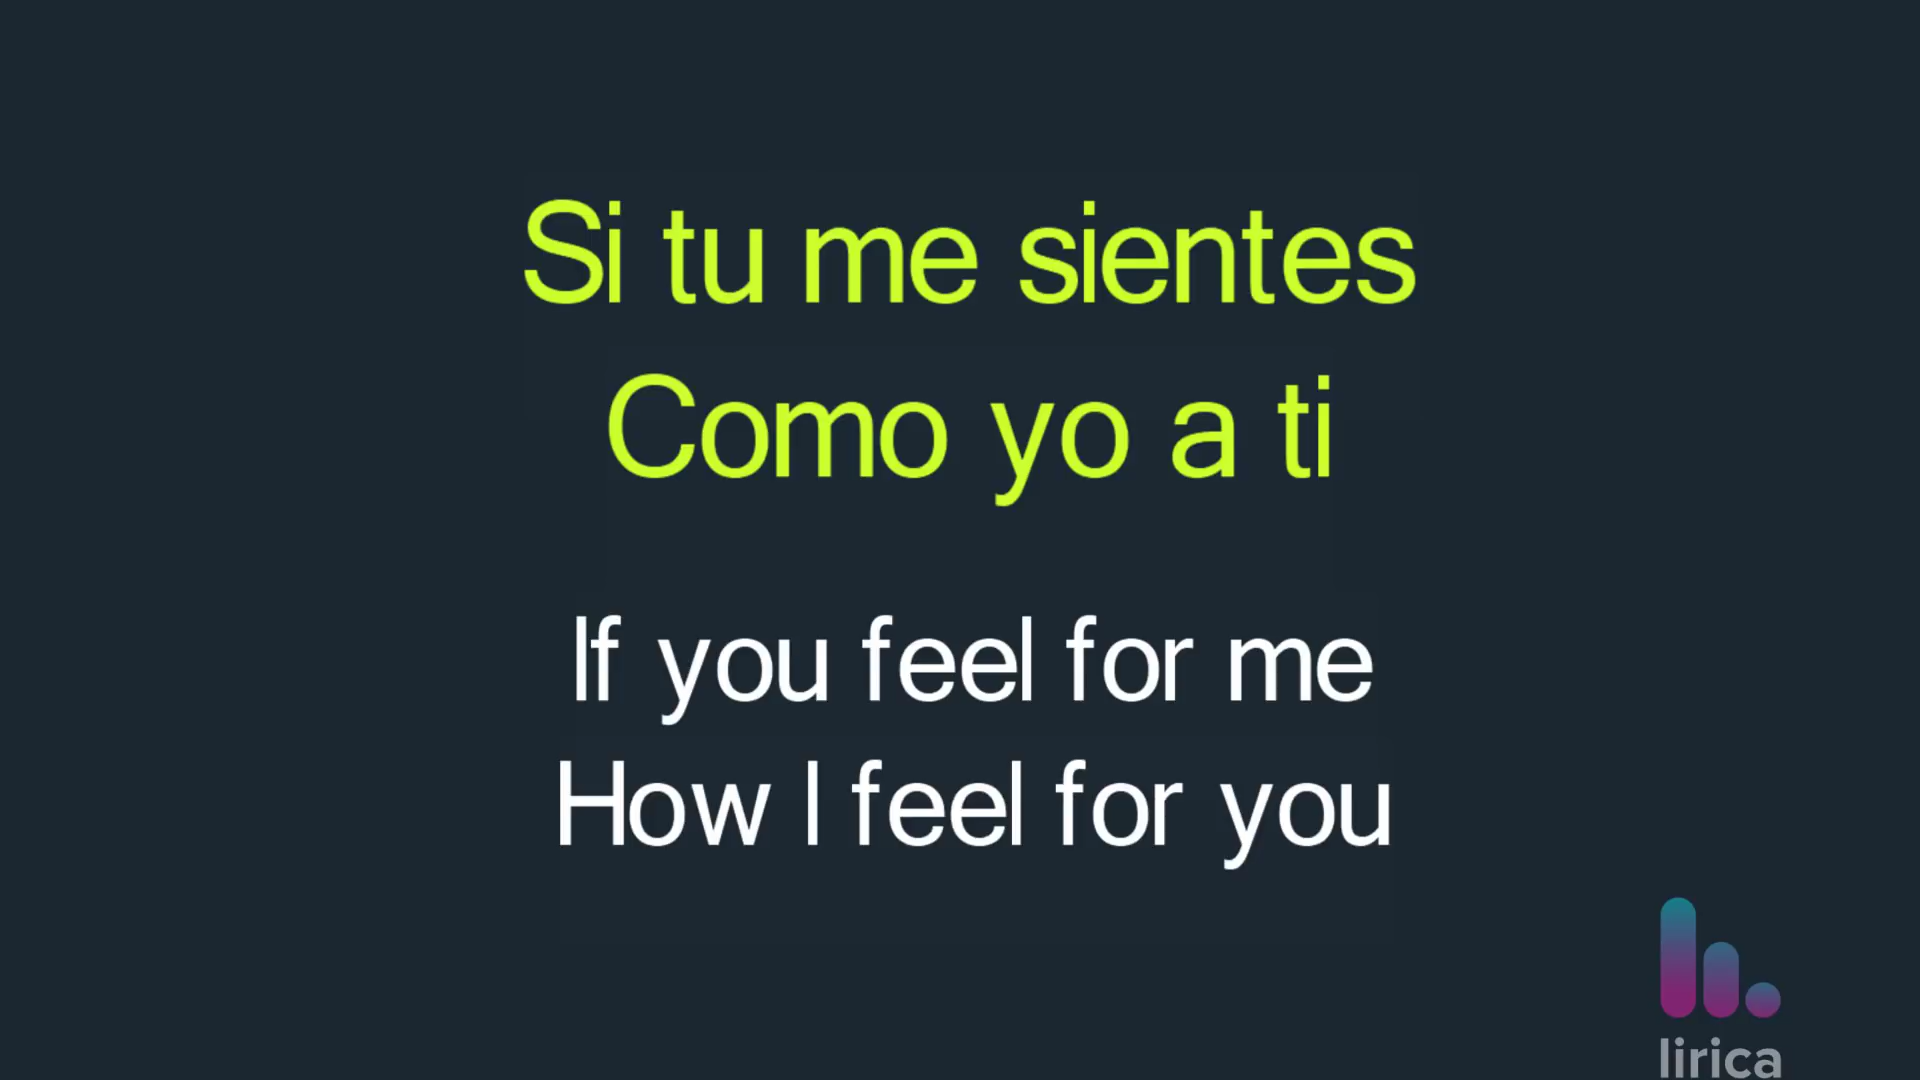 Si tu me sientes
Como yo a ti
If you feel for me
How I feel for you
lirica